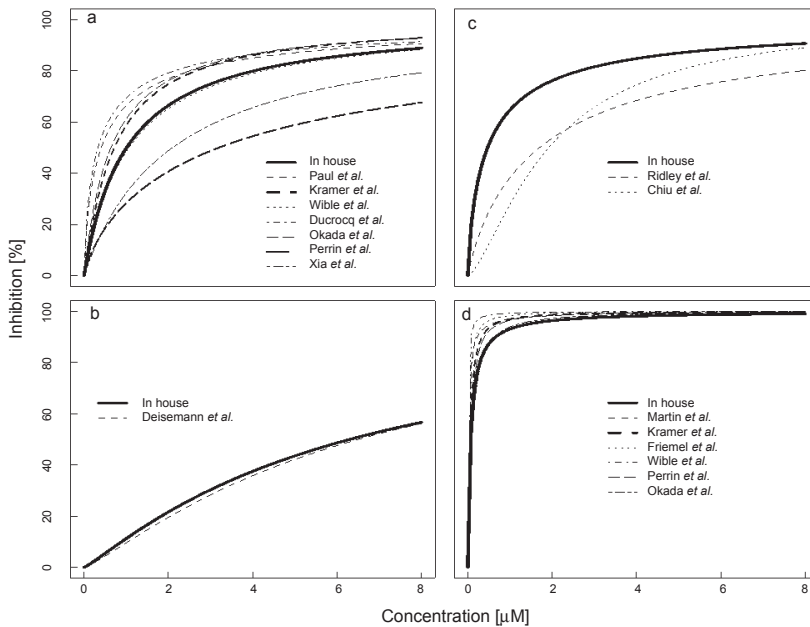 a
100
80
60
40
20
0
In house
Paul et al.
Kramer et al.
Wible et al.
Ducrocq et al.
Okada et al.
Perrin et al.
Xia et al.
c
In house
Ridley et al.
Chiu et al.
Inhibition [%]
b
100
80
60
40
20
0
In house
Deisemann et al.
0 2 4 6 8
d
In house
Martin et al.
Kramer et al.
Friemel et al.
Wible et al.
Perrin et al.
Okada et al.
0 2 4 6 8
Concentration [µM]